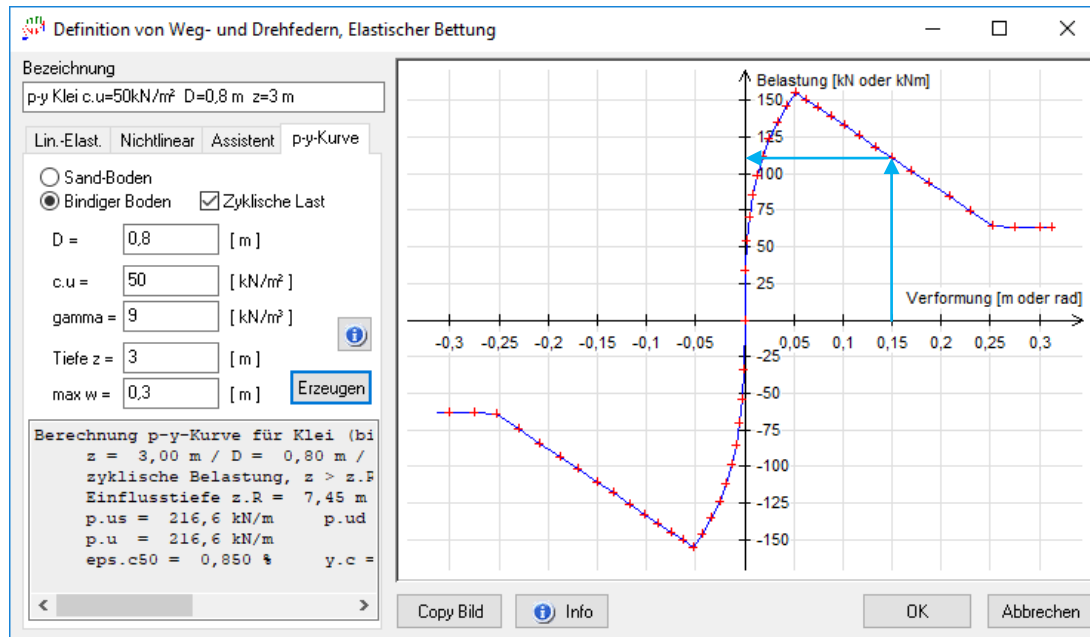 Definition von Weg- und Drehfedern, Elastischer Bettung
Bezeichnung
p-y Klei c.u=50kN/m² D=0,8 m z=3 m
Lin.-Elast. Nichtlinear Assistent p-y-Kurve
Sand-Boden
Bindiger Boden Zyklische Last
D = 0,8 [ m ]
c.u = 50 [ kN/m² ]
gamma = 9 [ kN/m² ]
Tiefe z = 3 [ m ]
max w = 0,3 [ m ] Erzeugen
Berechnung p-y-Kurve für Klei (bi
z = 3,00 m / D = 0,80 m /
zyklische Belastung, z > z.R
Einflusstiefe z.R = 7,45 m
p.us = 216,6 kN/m p.ud
p.u = 216,6 kN/m
eps.c50 = 0,850 % y.c =
Belastung [kN oder kNm]
150
125
100
75
50
25
Verformung [m oder rad]
-0,3 -0,25 -0,2 -0,15 -0,1 -0,05 0,05 0,1 0,15 0,2 0,25 0,3
-25
-50
-75
-100
-125
-150
Copy Bild Info OK Abbrechen